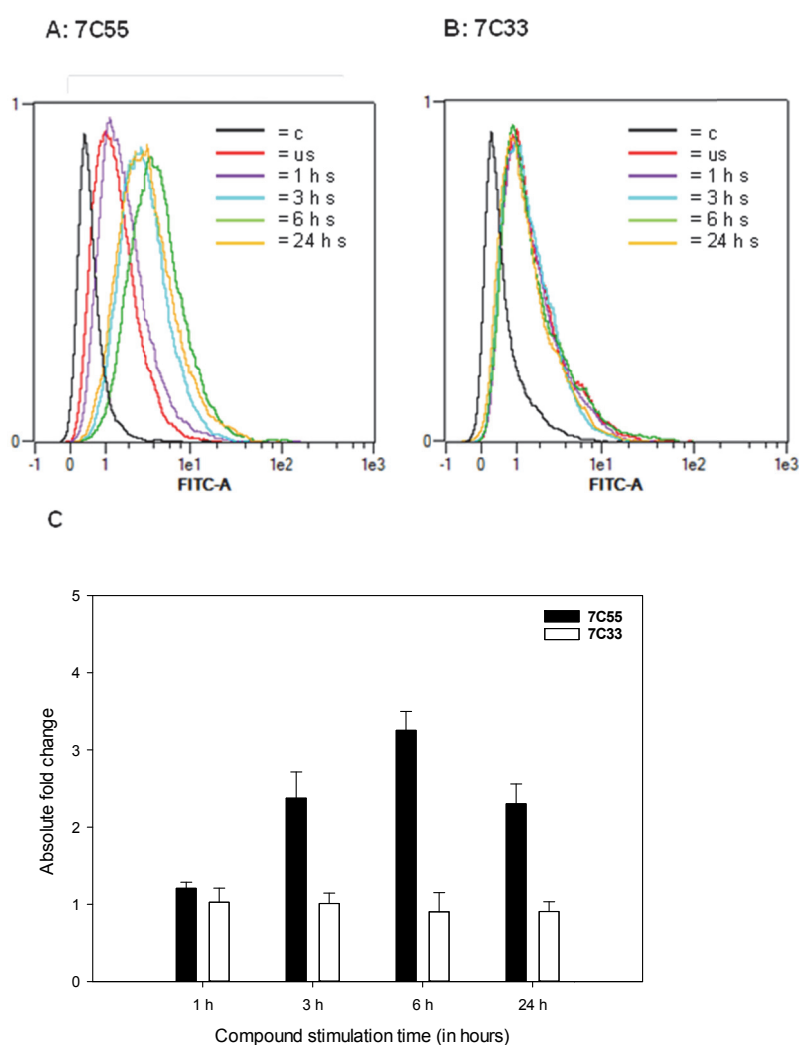 A: 7C55
1
= c
= us
= 1 h s
= 3 h s
= 6 h s
= 24 h s
0
-1 0 1 1e1 1e2 1e3
FITC-A
B: 7C33
1
= c
= us
= 1 h s
= 3 h s
= 6 h s
= 24 h s
0
-1 0 1 1e1 1e2 1e3
FITC-A
C
5
4
3
2
1
0
Absolute fold change
7C55
7C33
1 h 3 h 6 h 24 h
Compound stimulation time (in hours)